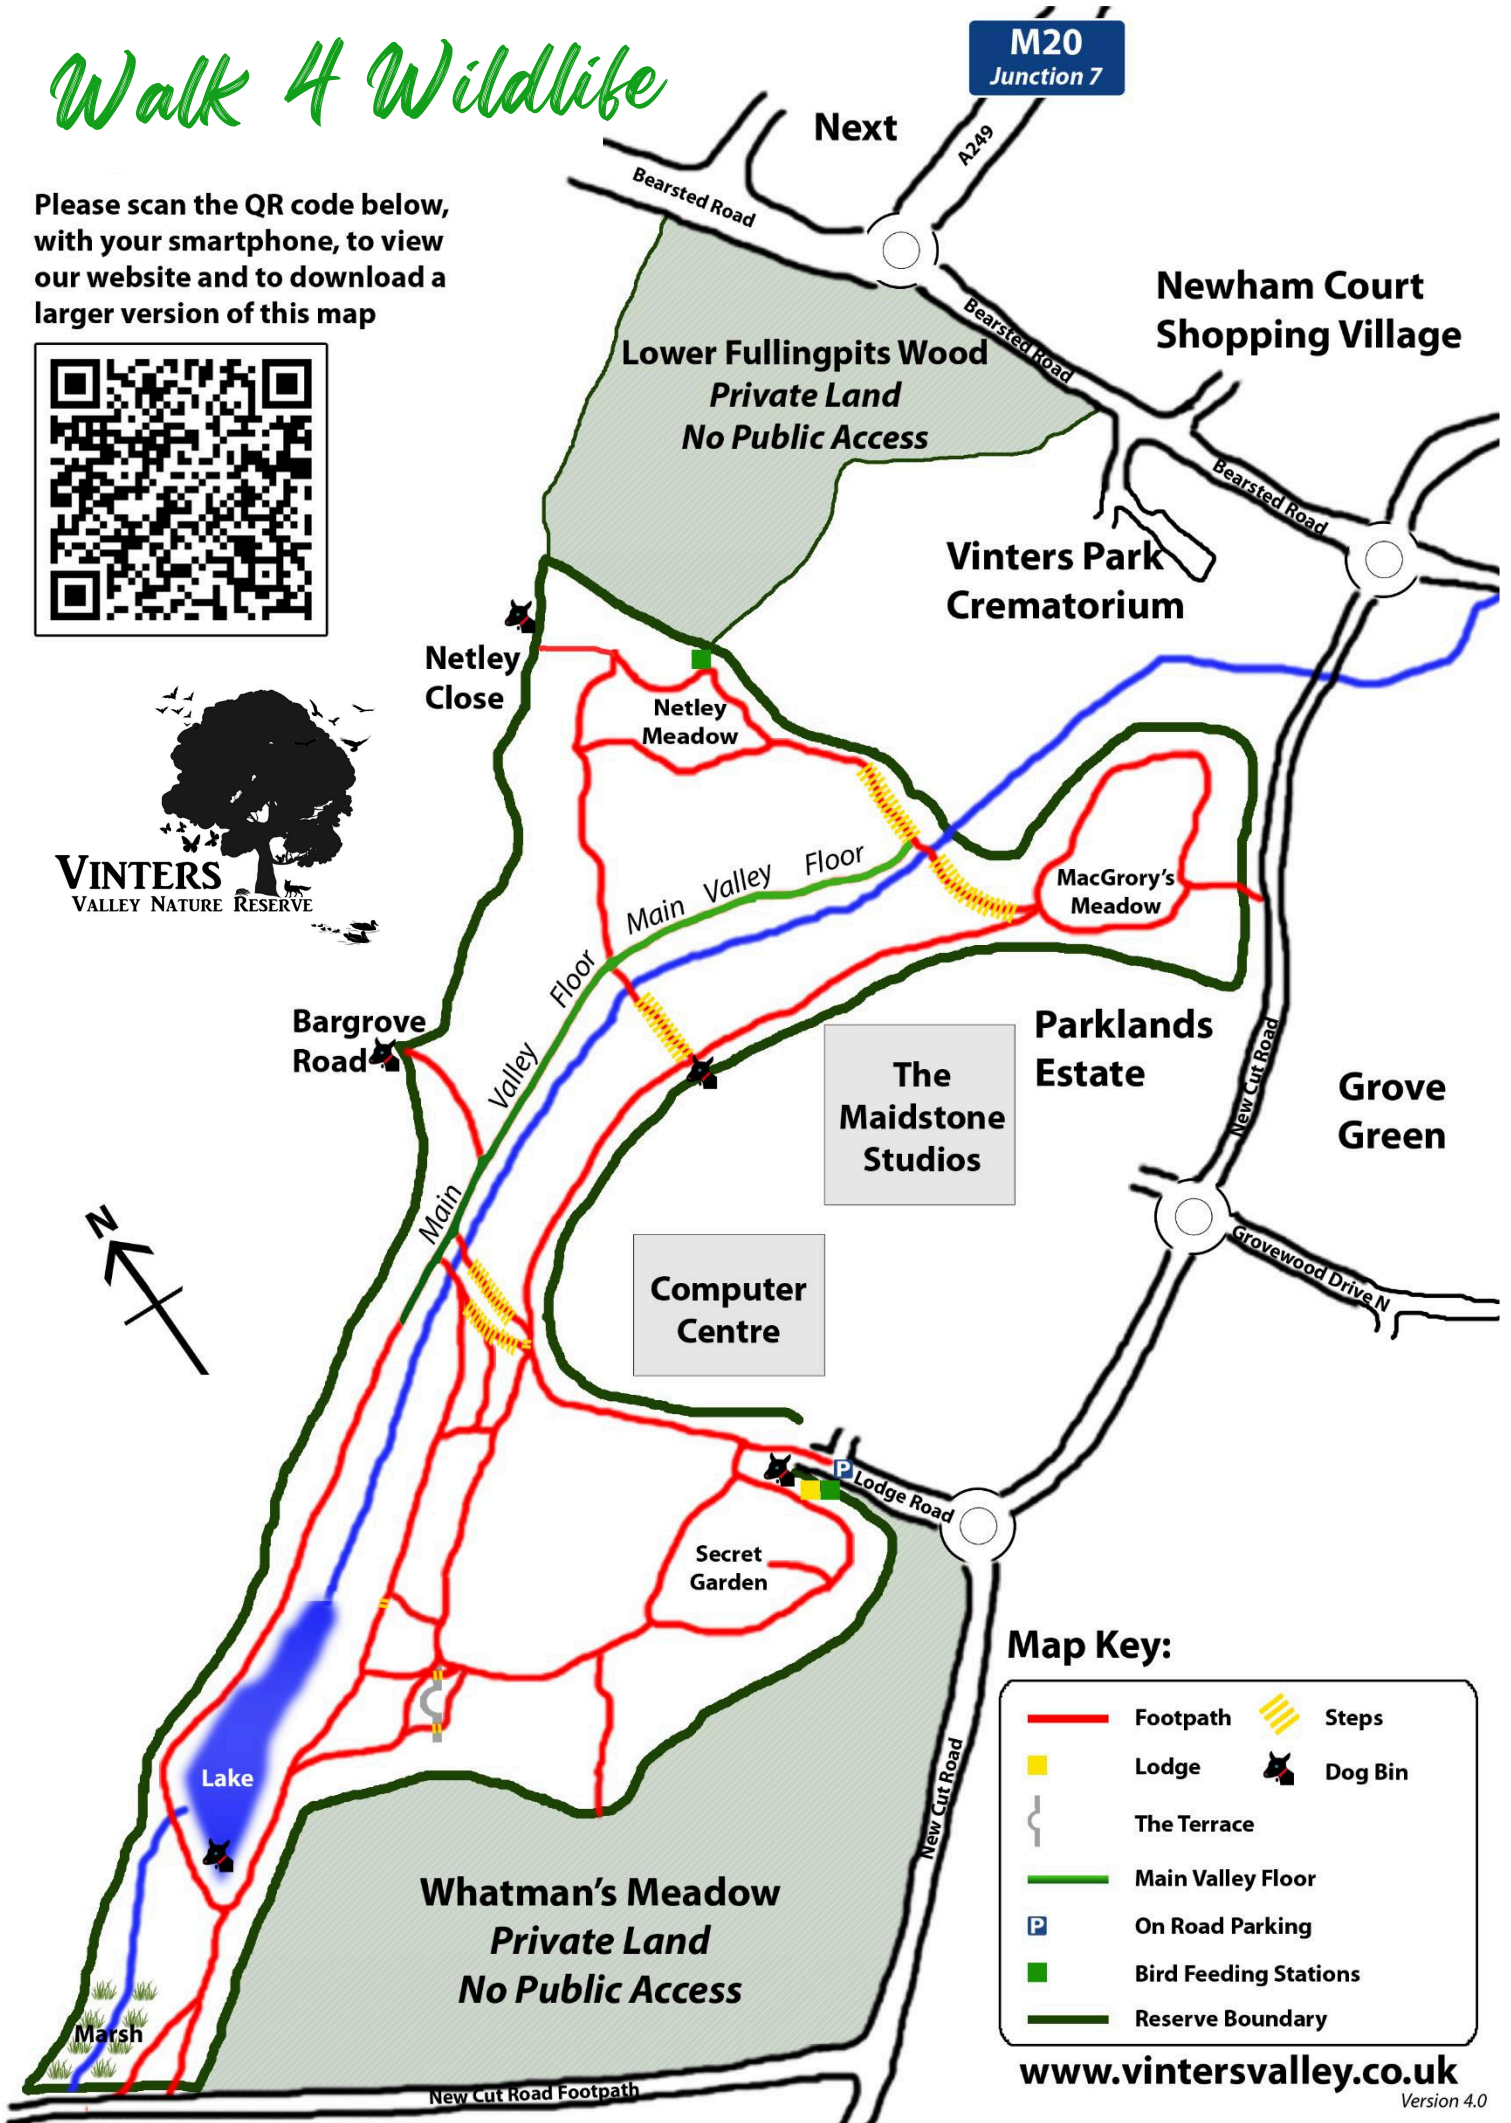 Walk 4 Wildlife
M20
Junction 7
Next
A249
Bearsted Road
Please scan the QR code below,
with your smartphone, to view
our website and to download a
larger version of this map
Newham Court
Shopping Village
Bearsted Road
Lower Fullingpits Wood
Private Land
No Public Access
Bearsted Road
Vinters Park
Crematorium
Netley
Close
Netley
Meadow
VINTERS
VALLEY NATURE RESERVE
Main Valley Floor
MacGrory's
Meadow
Bargrove
Road
Main Valley Floor
The
Maidstone
Studios
Parklands
Estate
New Cut Road
Grove
Green
N
Computer
Centre
Grovewood Drive N
P
Lodge Road
Secret
Garden
Lake
New Cut Road
Whatman's Meadow
Private Land
No Public Access
Marsh
New Cut Road Footpath
Map Key:
Footpath
Steps
Lodge
Dog Bin
The Terrace
Main Valley Floor
P
On Road Parking
Bird Feeding Stations
Reserve Boundary
www.vintersvalley.co.uk
Version 4.0